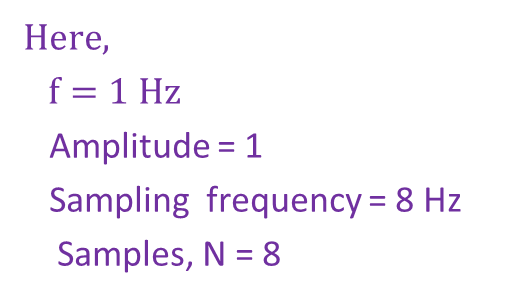 Here,
f = 1 Hz
Amplitude = 1
Sampling frequency = 8 Hz
Samples, N = 8